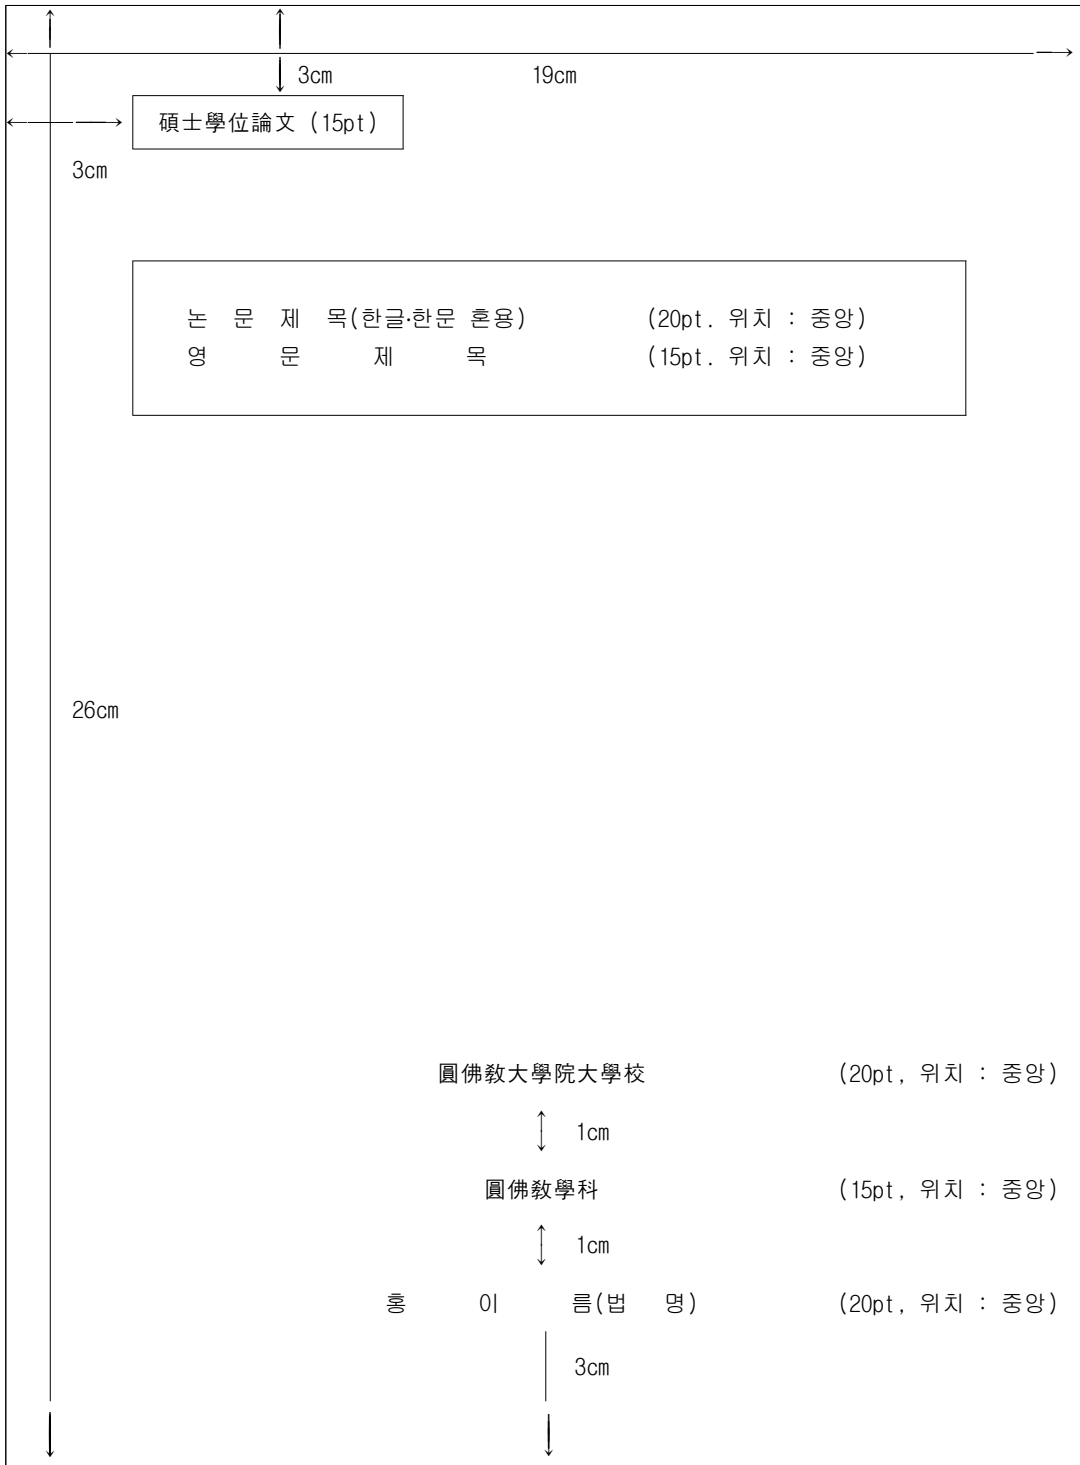 3cm 19cm
碩士學位論文 (15pt)
3cm
논 문 제 목(한글·한문 혼용) (20pt. 위치 : 중앙)
영 문 제 목 (15pt. 위치 : 중앙)
26cm
圓佛敎大學院大學校 (20pt, 위치 : 중앙)
1cm
圓佛敎學科 (15pt, 위치 : 중앙)
1cm
홍 이 름(법 명) (20pt, 위치 : 중앙)
3cm